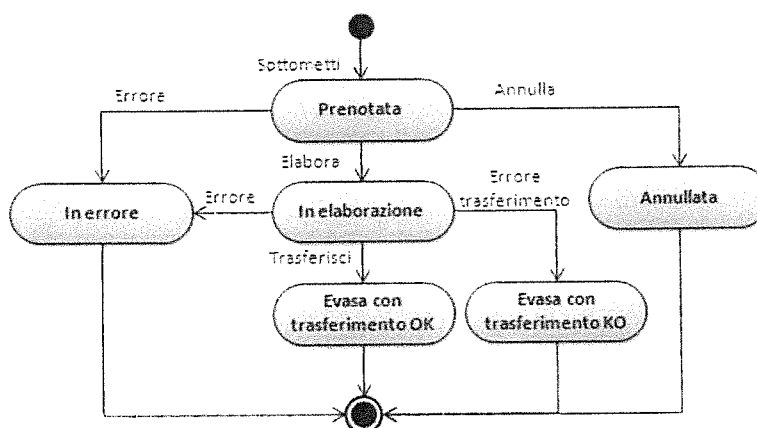 Sottometti
Errore
Annulla
Prenotata
Elabora
Errore
trasferimento
In errore
Errore
In elaborazione
Annullata
Trasferisci
Evasa con
trasferimento OK
Evasa con
trasferimento KO